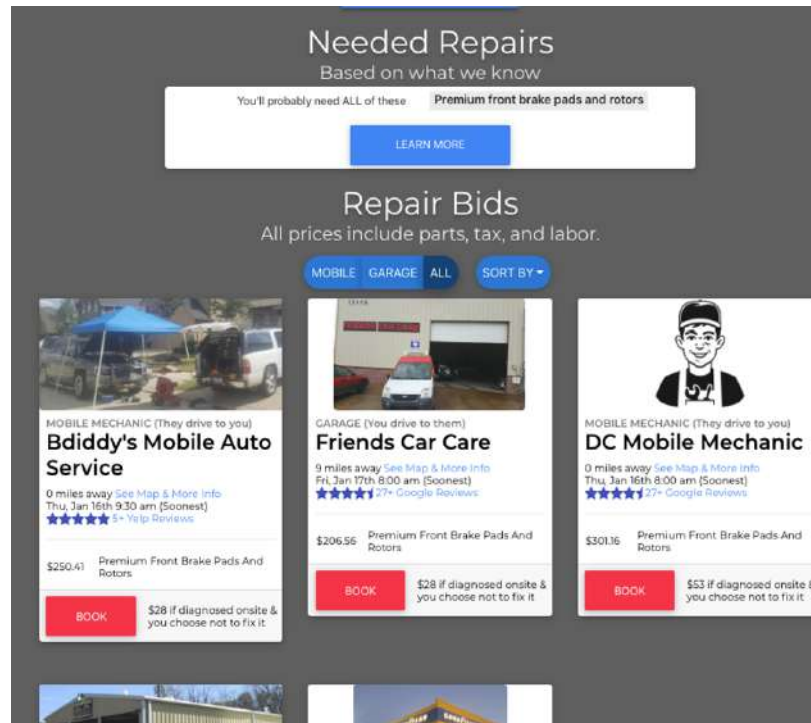 Needed Repairs
Based on what we know
You'll probably need ALL of these Premium front brake pads and rotors
LEARN MORE
Repair Bids
All prices include parts, tax, and labor.
MOBILE GARAGE ALL SORT BY
MOBILE MECHANIC (They drive to you)
Bdiddy's Mobile Auto
Service
0 miles away See Map & More Info
Thu, Jan 16th 9:30 am (Soonest)
5+ Yelp Reviews
$250.41 Premium Front Brake Pads And
Rotors
BOOK
$28 if diagnosed onsite &
you choose not to fix it
GARAGE (You drive to them)
Friends Car Care
9 miles away See Map & More Info
Fri, Jan 17th 8:00 am (Soonest)
27+ Google Reviews
$206.56 Premium Front Brake Pads And
Rotors
BOOK
$28 if diagnosed onsite &
you choose not to fix it
MOBILE MECHANIC (They drive to you)
DC Mobile Mechanic
0 miles away See Map & More Info
Thu, Jan 16th 8:00 am (Soonest)
27+ Google Reviews
$301.16 Premium Front Brake Pads And
Rotors
BOOK
$53 if diagnosed onsite &
you choose not to fix it